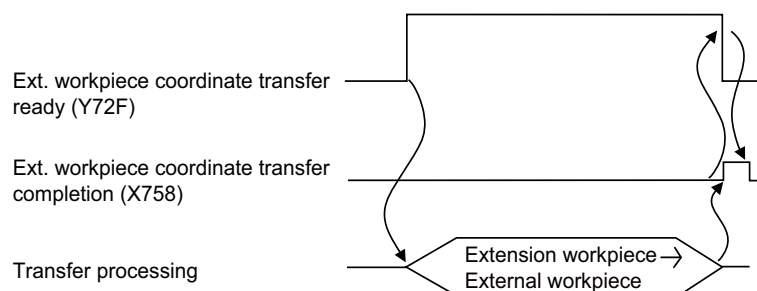 Ext. workpiece coordinate transfer
ready (Y72F)
Ext. workpiece coordinate transfer
completion (X758)
Transfer processing
Extension workpiece →
External workpiece